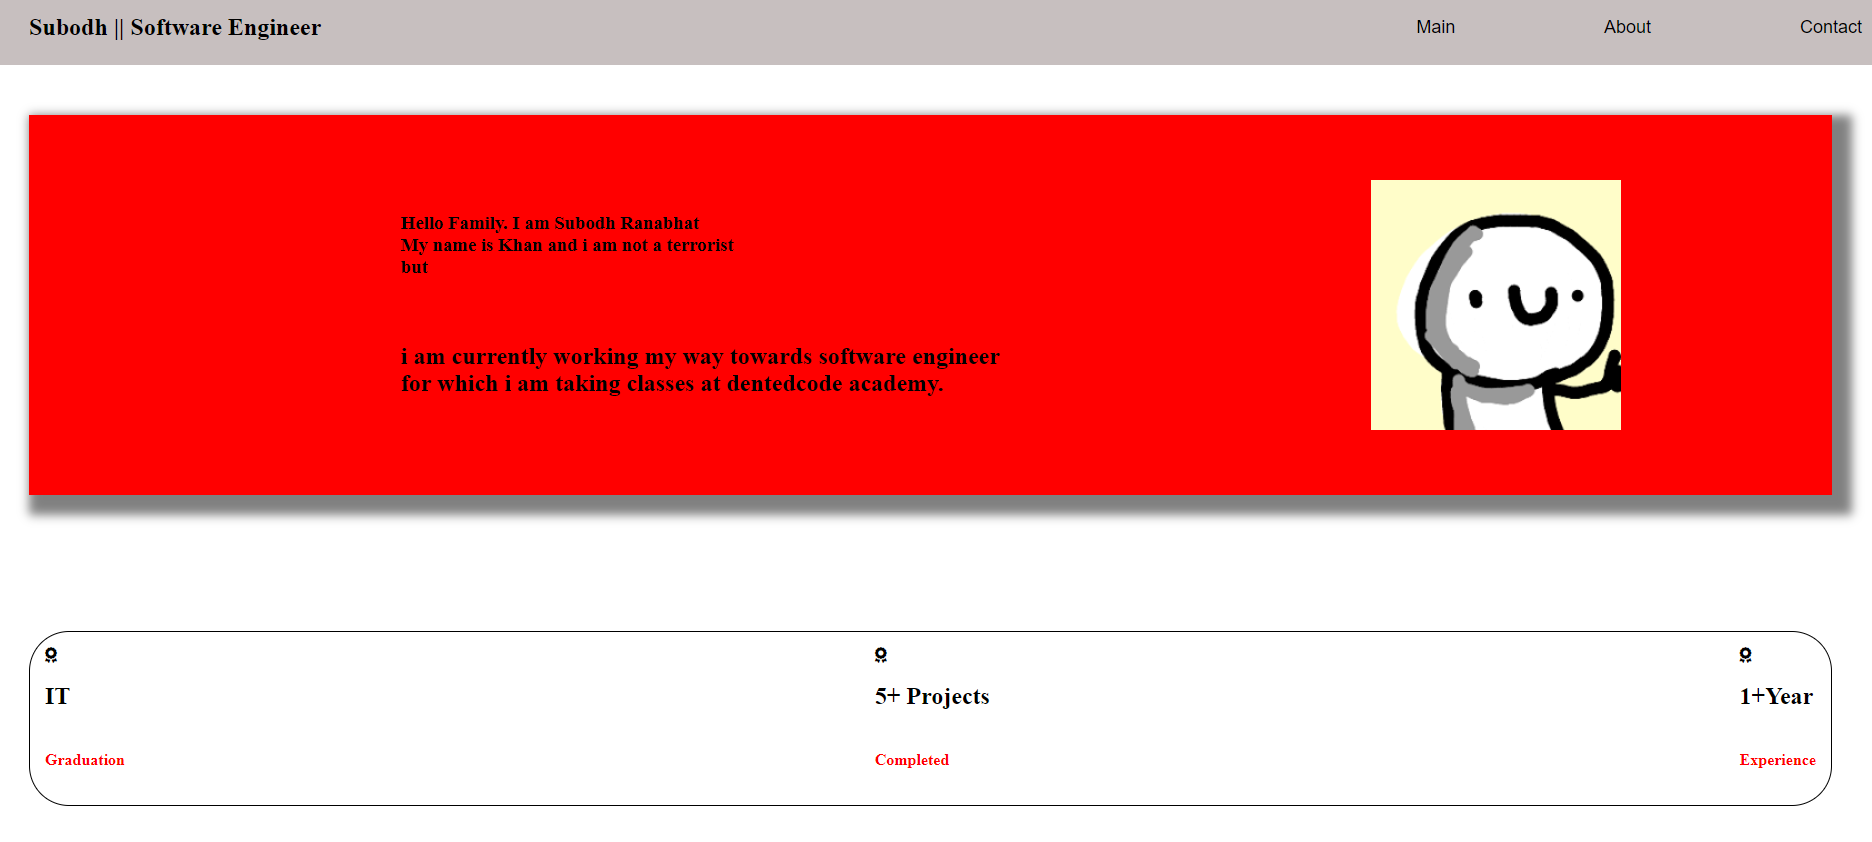 Subodh || Software Engineer
Main
About
Contact
Hello Family. I am Subodh Ranabhat
My name is Khan and i am not a terrorist
but
i am currently working my way towards software engineer
for which i am taking classes at dentedcode academy.
IT
5+ Projects
1+Year
Graduation
Completed
Experience